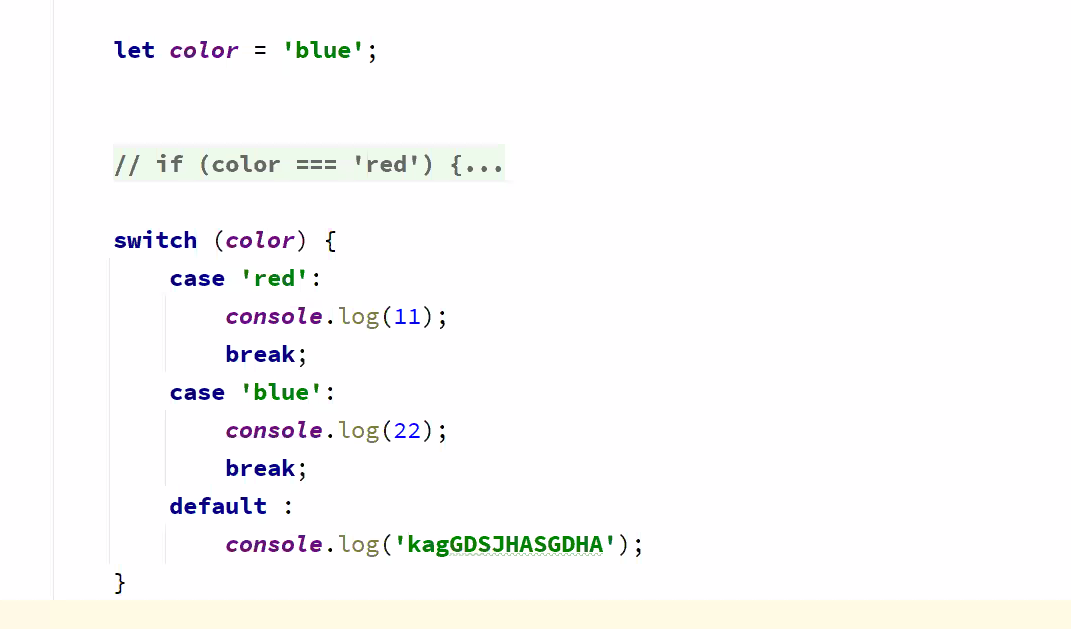 let color = 'blue';
// if (color === 'red') {...
switch (color) {
    case 'red':
        console.log(11);
        break;
    case 'blue':
        console.log(22);
        break;
    default :
        console.log('kagGDSJHASGDHA');
}